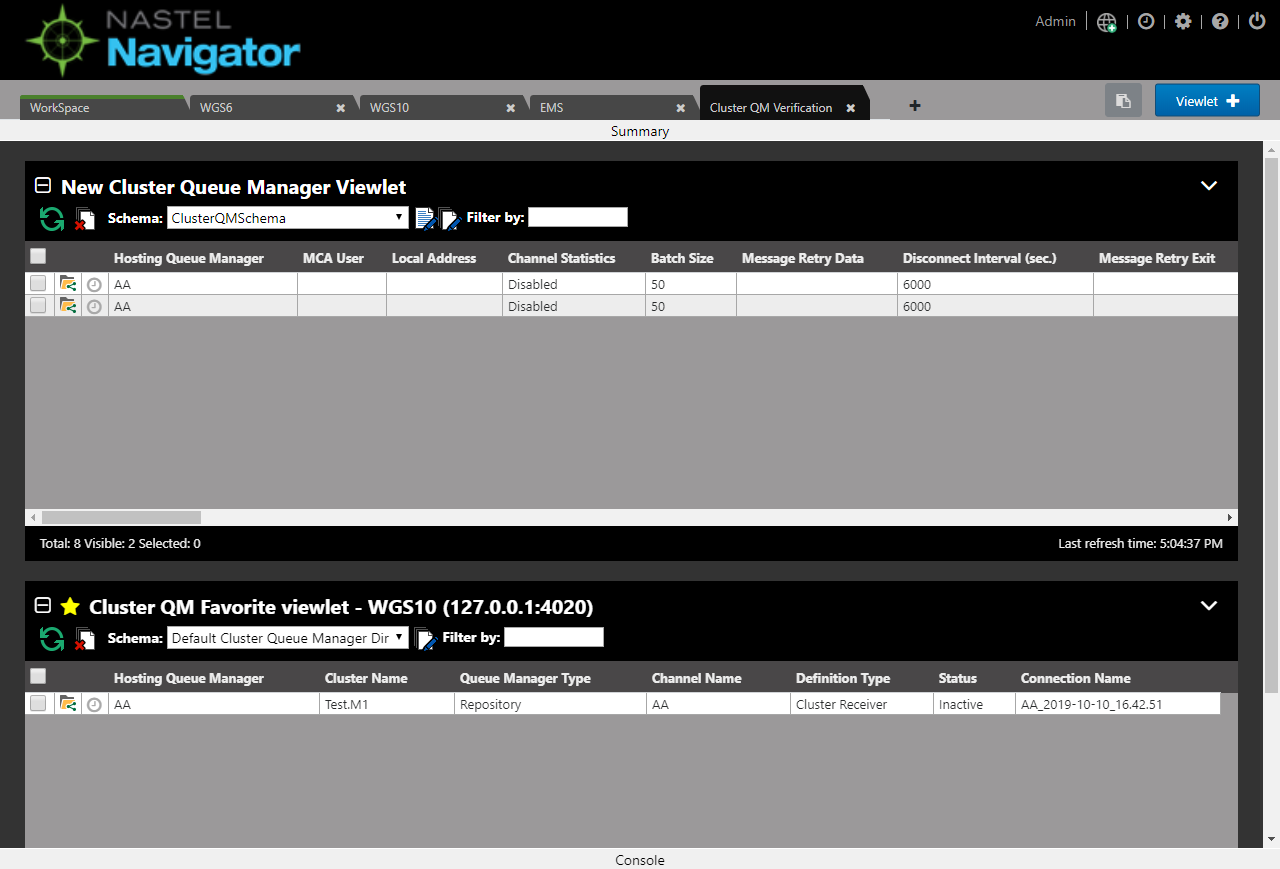 NASTEL
Navigator
Admin
WorkSpace WGS6 WGS10 EMS Cluster QM Verification Viewlet
Summary
New Cluster Queue Manager Viewlet
Schema: ClusterQMSchema Filter by:
Hosting Queue Manager MCA User Local Address Channel Statistics Batch Size Message Retry Data Disconnect Interval (sec.) Message Retry Exit
AA Disabled 50 6000
AA Disabled 50 6000
Total: 8 Visible: 2 Selected: 0 Last refresh time: 5:04:37 PM
Cluster QM Favorite viewlet - WGS10 (127.0.0.1:4020)
Schema: Default Cluster Queue Manager Dir Filter by:
Hosting Queue Manager Cluster Name Queue Manager Type Channel Name Definition Type Status Connection Name
AA Test.M1 Repository AA Cluster Receiver Inactive AA_2019-10-10_16.42.51
Console